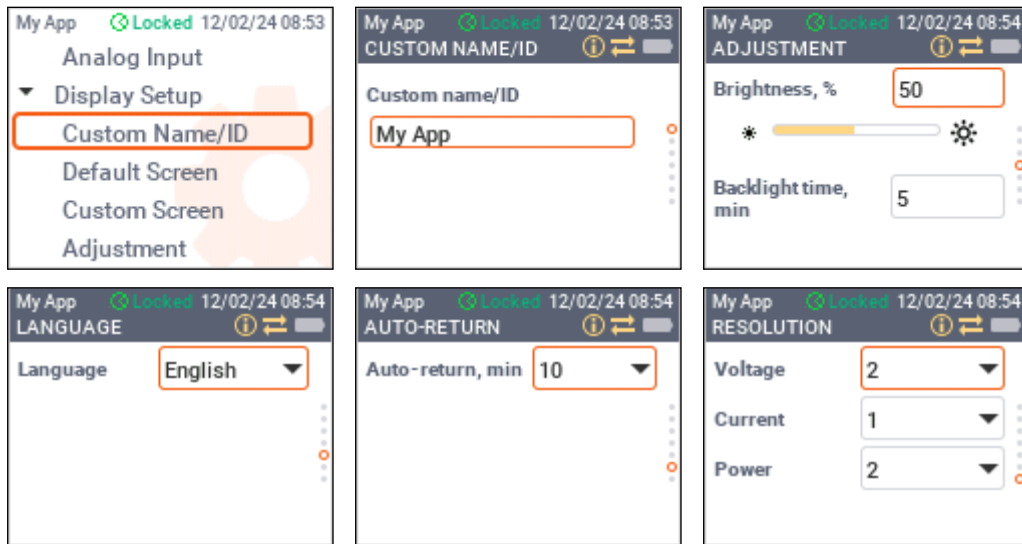 My App Locked 12/02/24 08:53
Analog Input
Display Setup
Custom Name/ID
Default Screen
Custom Screen
Adjustment
My App Locked 12/02/24 08:53
CUSTOM NAME/ID
Custom name/ID
My App
My App Locked 12/02/24 08:54
ADJUSTMENT
Brightness, % 50
Backlight time,
min 5
My App Locked 12/02/24 08:54
LANGUAGE
Language English
My App Locked 12/02/24 08:54
AUTO-RETURN
Auto-return, min 10
My App Locked 12/02/24 08:54
RESOLUTION
Voltage 2
Current 1
Power 2